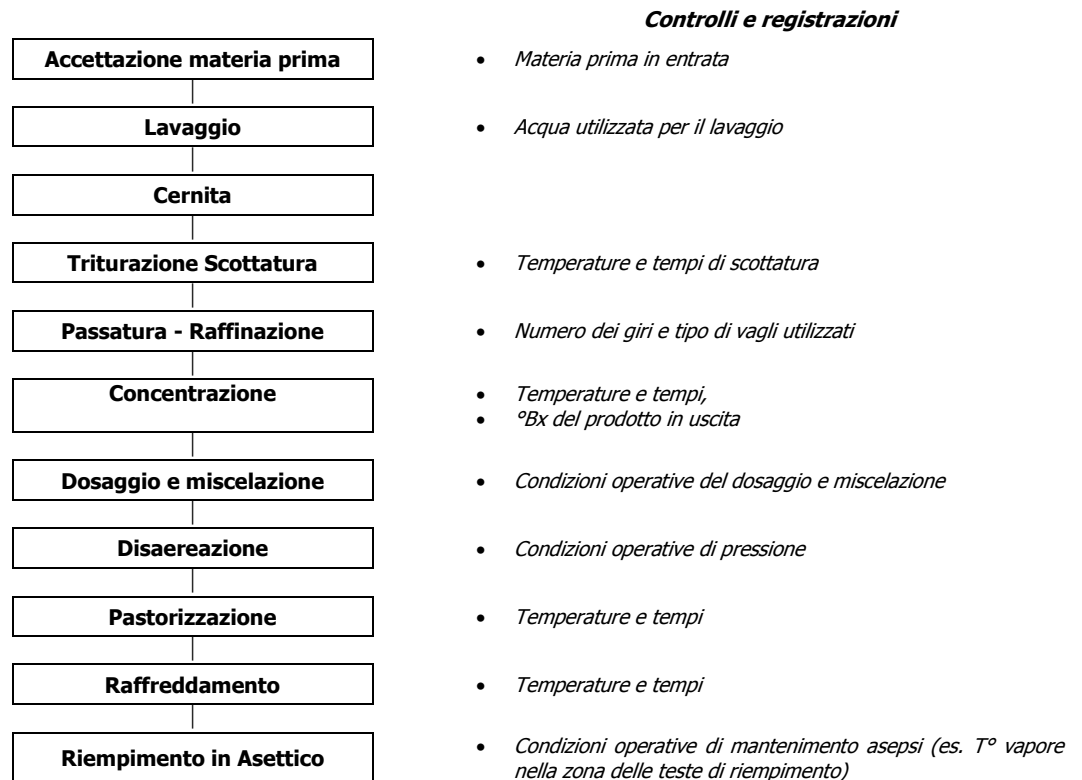 Controlli e registrazioni
Accettazione materia prima
• Materia prima in entrata
Lavaggio
• Acqua utilizzata per il lavaggio
Cernita
Triturazione Scottatura
• Temperature e tempi di scottatura
Passatura - Raffinazione
• Numero dei giri e tipo di vagli utilizzati
Concentrazione
• Temperature e tempi,
• °Bx del prodotto in uscita
Dosaggio e miscelazione
• Condizioni operative del dosaggio e miscelazione
Disaereazione
• Condizioni operative di pressione
Pastorizzazione
• Temperature e tempi
Raffreddamento
• Temperature e tempi
Riempimento in Asettico
• Condizioni operative di mantenimento asepsi (es. T° vapore
nella zona delle teste di riempimento)